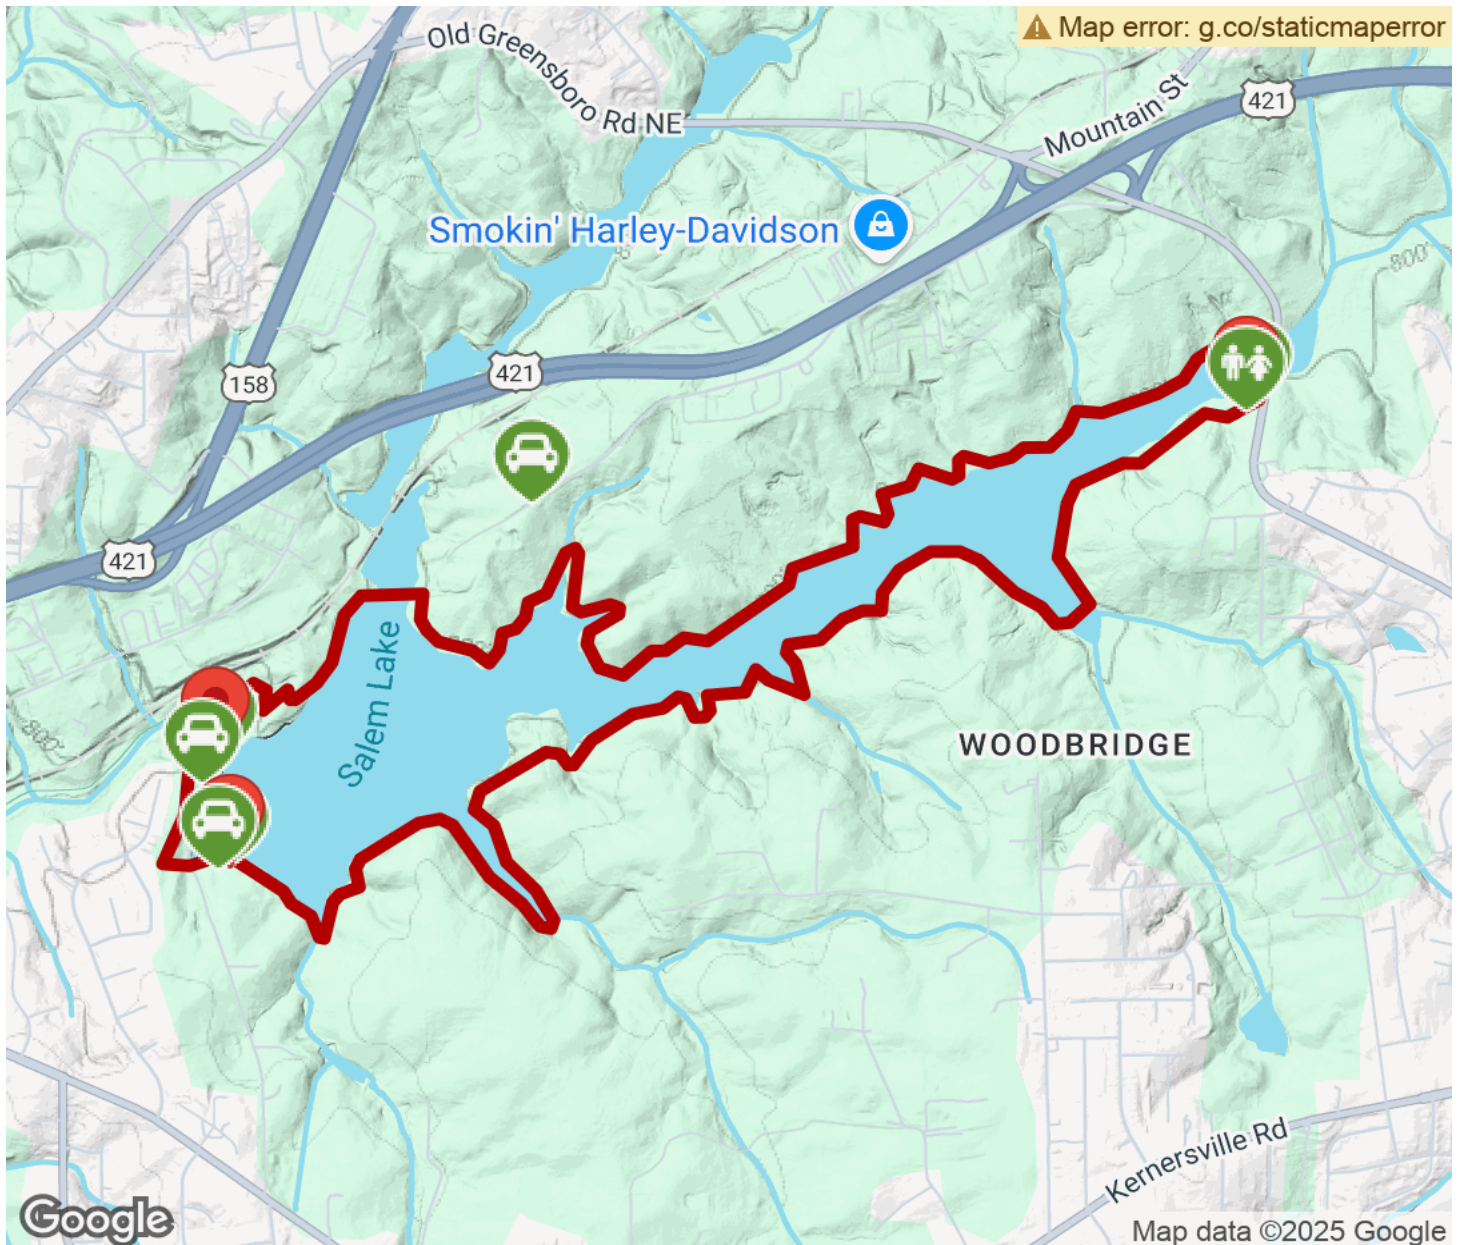 Map error: g.co/staticmaperror
Old Greensboro Rd NE
Mountain St
421
Smokin' Harley-Davidson
800'
421
158
421
Salem Lake
800'
WOODBRIDGE
Kernersville Rd
Google
Map data ©2025 Google